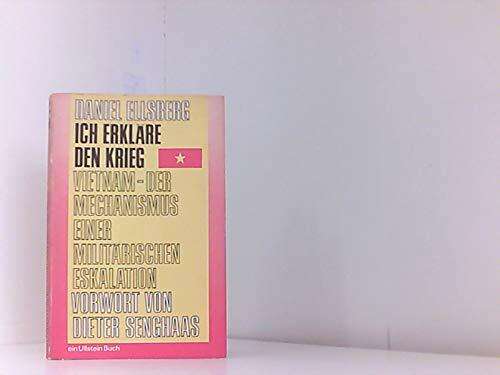 DANIEL ELLSBERG
ICH ERKLÄRE
DEN KRIEG
VIETNAM-DER
MECHANISMUS
EINER
MILITÄRISCHEN
ESKALATION
VORWORT VON
DIETER SENGHAAS
ein Ullstein Buch